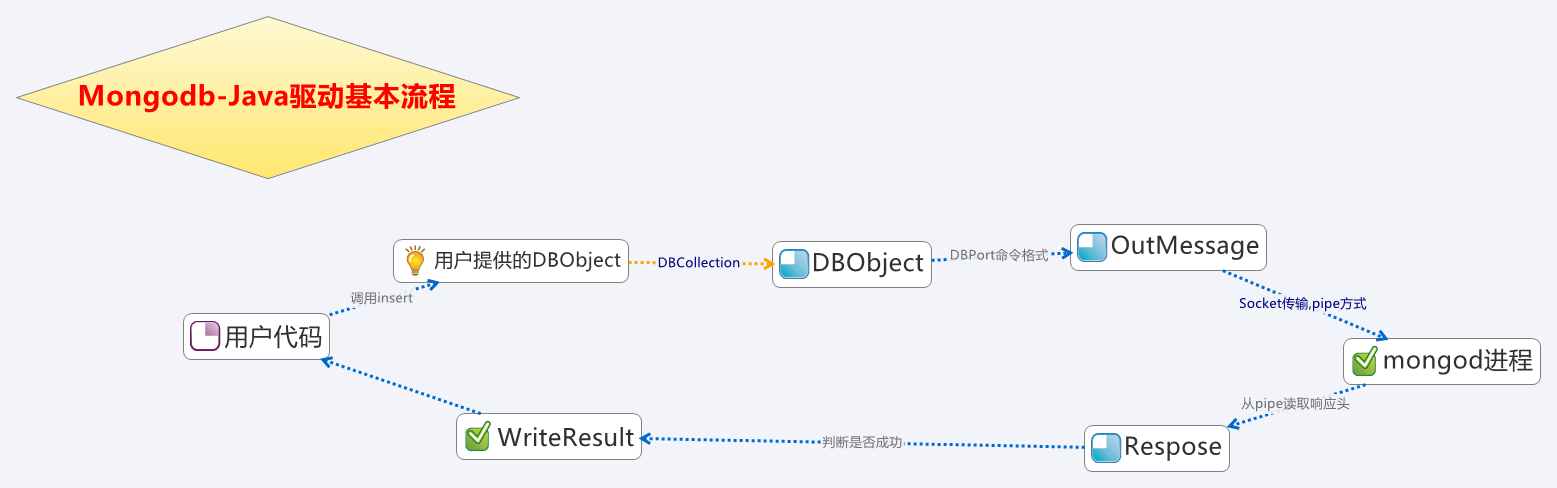 Mongodb-Java驱动基本流程
用户提供的DBObject
DBCollection
DBObject
DBPort命令格式
OutMessage
调用insert
Socket传输,pipe方式
用户代码
mongod进程
从pipe读取响应头
WriteResult
判断是否成功
Respose